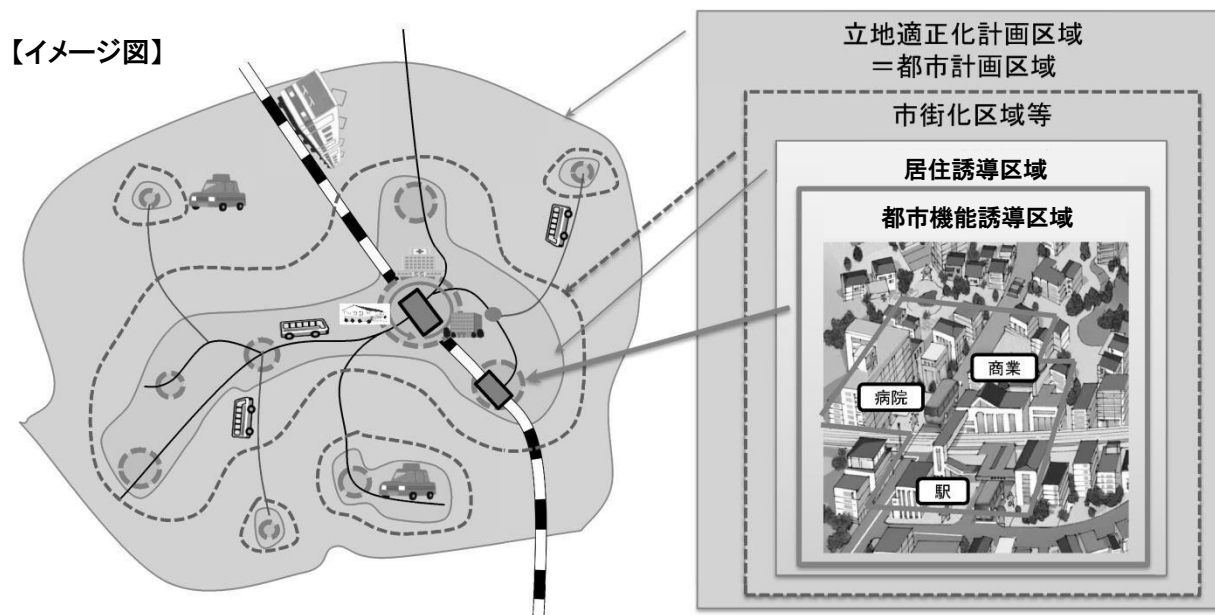 【イメージ図】
立地適正化計画区域
＝都市計画区域
市街化区域等
居住誘導区域
都市機能誘導区域
商業
病院
駅